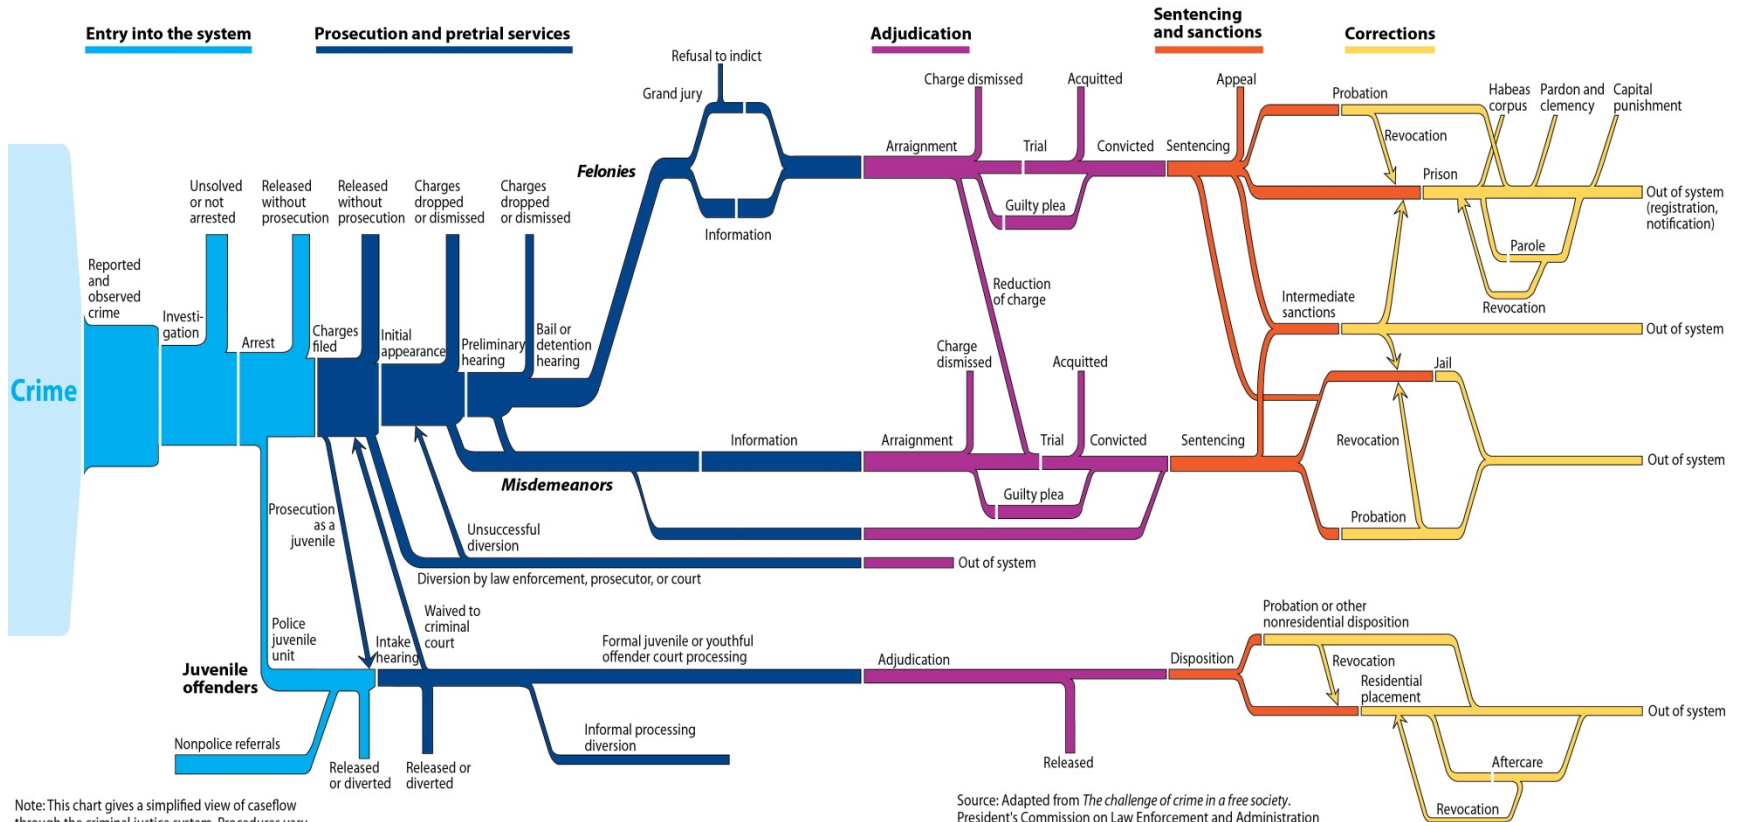 Entry into the system
Prosecution and pretrial services
Adjudication
Sentencing
and sanctions
Corrections
Refusal to indict
Grand jury
Felonies
Information
Charge dismissed
Acquitted
Arraignment
Trial
Convicted
Guilty plea
Appeal
Sentencing
Probation
Revocation
Habeas
corpus
Pardon and
clemency
Capital
punishment
Prison
Out of system
(registration,
notification)
Parole
Revocation
Unsolved
or not
arrested
Released
without
prosecution
Released
without
prosecution
Charges
dropped
or dismissed
Charges
dropped
or dismissed
Crime
Reported
and
observed
crime
Investi-
gation
Arrest
Charges
filed
Initial
appearance
Preliminary
hearing
Bail or
detention
hearing
Reduction
of charge
Intermediate
sanctions
Out of system
Charge
dismissed
Acquitted
Jail
Misdemeanors
Information
Arraignment
Trial
Convicted
Guilty plea
Sentencing
Revocation
Out of system
Probation
Prosecution
as a
juvenile
Unsuccessful
diversion
Out of system
Diversion by law enforcement, prosecutor, or court
Police
juvenile
unit
Juvenile
offenders
Intake
hearing
Waived to
criminal
court
Formal juvenile or youthful
offender court processing
Adjudication
Disposition
Probation or other
nonresidential disposition
Revocation
Residential
placement
Out of system
Nonpolice referrals
Released
or diverted
Released or
diverted
Informal processing
diversion
Released
Aftercare
Revocation
Note: This chart gives a simplified view of caseflow
through the criminal justice system. Procedures vary
Source: Adapted from The challenge of crime in a free society.
President's Commission on Law Enforcement and Administration